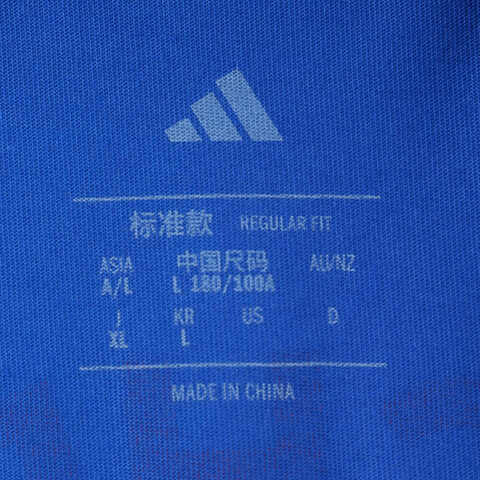 标准款 REGULAR FIT
ASIA 中国尺码 AU/NZ
A/L L 180/100A
J KR US D
XL L
MADE IN CHINA